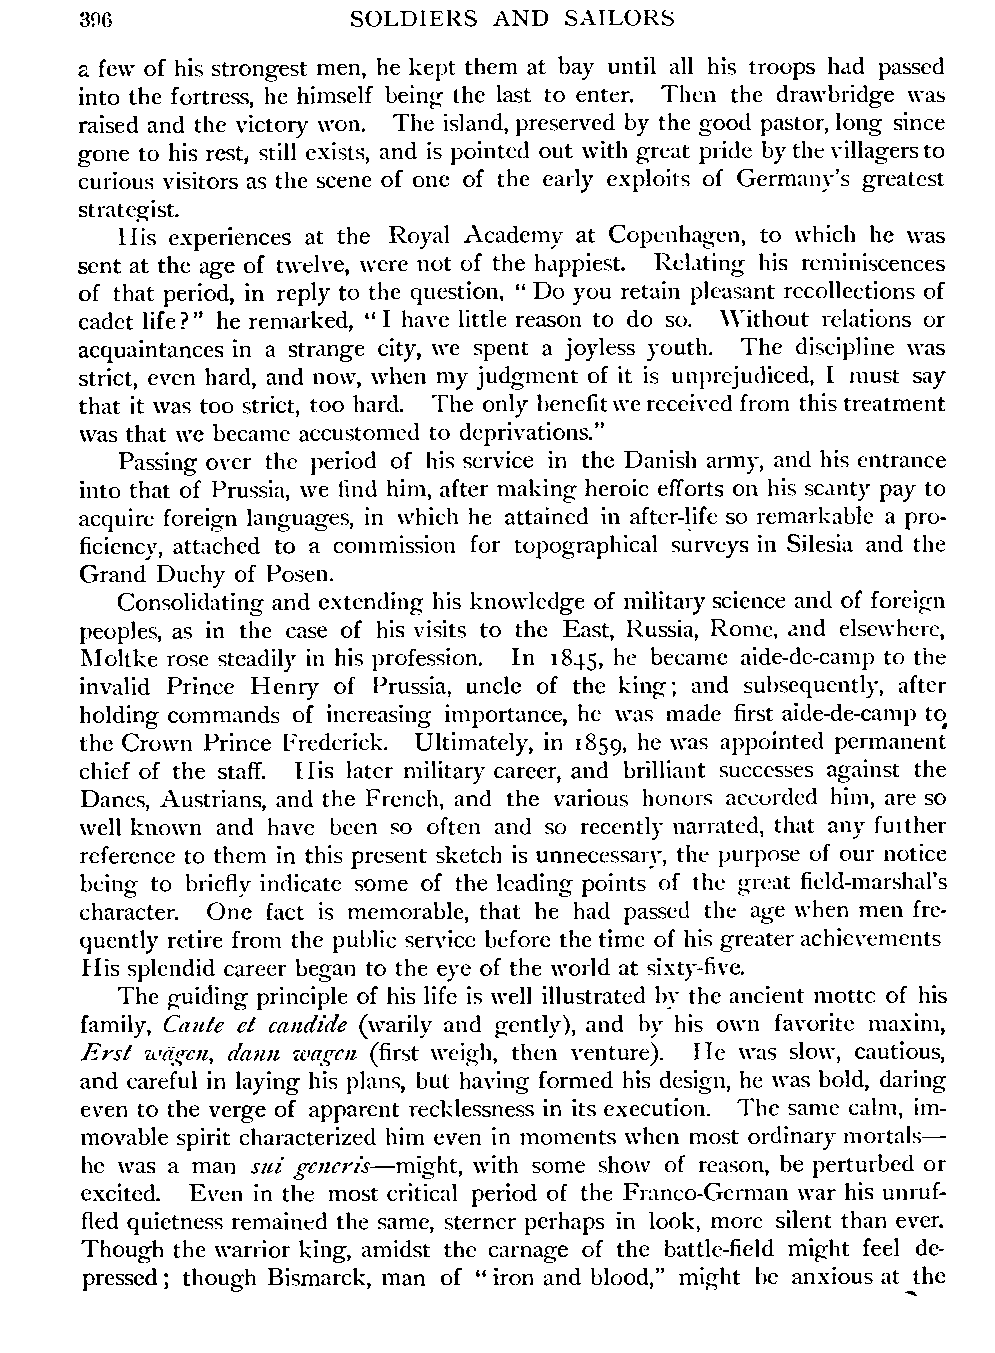 396 SOLDIERS AND SAILORS
a few of his strongest men, he kept them at bay until all his troops had passed
into the fortress, he himself being the last to enter. Then the drawbridge was
raised and the victory won. The island, preserved by the good pastor, long since
gone to his rest, still exists, and is pointed out with great pride by the villagers to
curious visitors as the scene of one of the early exploits of Germany's greatest
strategist.
His experiences at the Royal Academy at Copenhagen, to which he was
sent at the age of twelve, were not of the happiest. Relating his reminiscences
of that period, in reply to the question, "Do you retain pleasant recollections of
cadet life?" he remarked, "I have little reason to do so. Without relations or
acquaintances in a strange city, we spent a joyless youth. The discipline was
strict, even hard, and now, when my judgment of it is unprejudiced, I must say
that it was too strict, too hard. The only benefit we received from this treatment
was that we became accustomed to deprivations."
Passing over the period of his service in the Danish army, and his entrance
into that of Prussia, we find him, after making heroic efforts on his scanty pay to
acquire foreign languages, in which he attained in after-life so remarkable a pro-
ficiency, attached to a commission for topographical surveys in Silesia and the
Grand Duchy of Posen.
Consolidating and extending his knowledge of military science and of foreign
peoples, as in the case of his visits to the East, Russia, Rome, and elsewhere,
Moltke rose steadily in his profession. In 1845, he became aide-de-camp to the
invalid Prince Henry of Prussia, uncle of the king; and subsequently, after
holding commands of increasing importance, he was made first aide-de-camp to
the Crown Prince Frederick. Ultimately, in 1859, he was appointed permanent
chief of the staff. His later military career, and brilliant successes against the
Danes, Austrians, and the French, and the various honors accorded him, are so
well known and have been so often and so recently narrated, that any further
reference to them in this present sketch is unnecessary, the purpose of our notice
being to briefly indicate some of the leading points of the great field-marshal's
character. One fact is memorable, that he had passed the age when men fre-
quently retire from the public service before the time of his greater achievements
His splendid career began to the eye of the world at sixty-five.
The guiding principle of his life is well illustrated by the ancient motto of his
family, Caute et candide (warily and gently), and by his own favorite maxim,
Erst wägen, dann wagen (first weigh, then venture). He was slow, cautious,
and careful in laying his plans, but having formed his design, he was bold, daring
even to the verge of apparent recklessness in its execution. The same calm, im-
movable spirit characterized him even in moments when most ordinary mortals—
he was a man sui generis—might, with some show of reason, be perturbed or
excited. Even in the most critical period of the Franco-German war his unruf-
fled quietness remained the same, sterner perhaps in look, more silent than ever.
Though the warrior king, amidst the carnage of the battle-field might feel de-
pressed; though Bismarck, man of "iron and blood," might be anxious at the